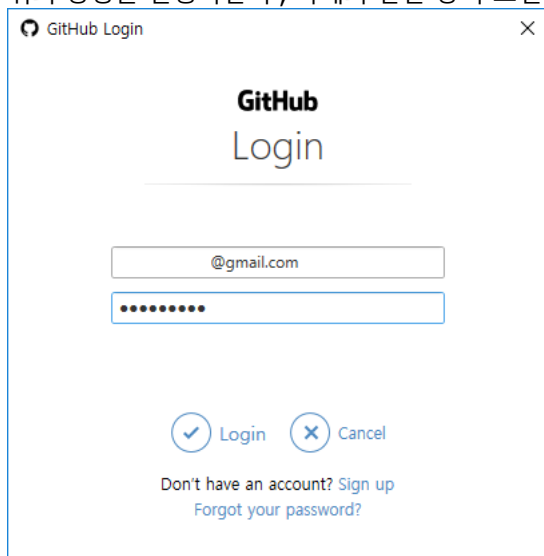 GitHub Login
GitHub
Login
@gmail.com
•••••••••
Login Cancel
Don't have an account? Sign up
Forgot your password?